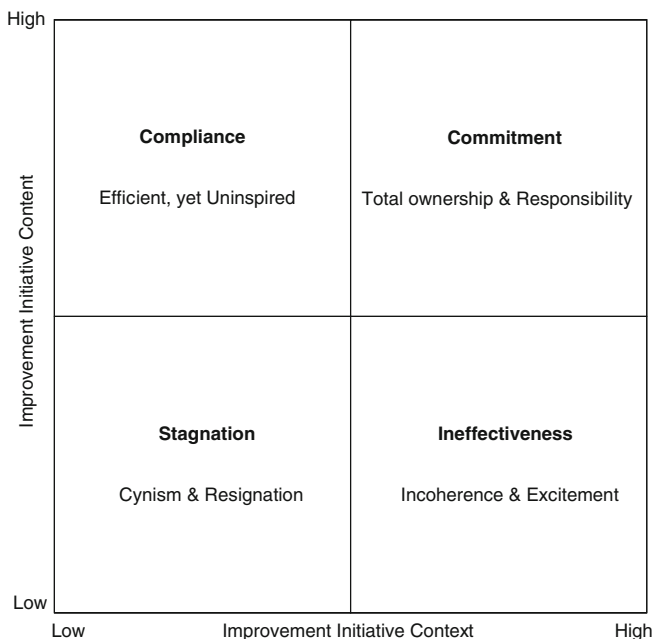 High
Compliance
Commitment
Efficient, yet Uninspired
Total ownership & Responsibility
Improvement Initiative Content
Stagnation
Ineffectiveness
Cynism & Resignation
Incoherence & Excitement
Low
Low
Improvement Initiative Context
High